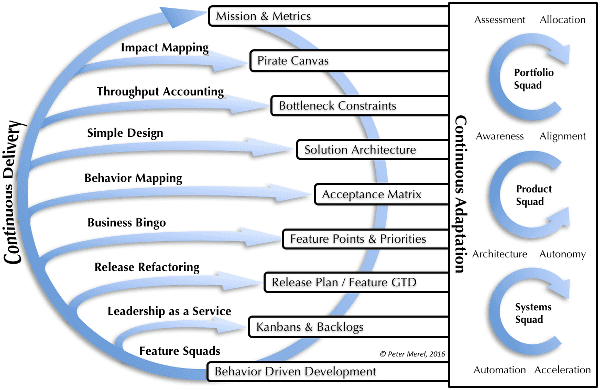 Mission & Metrics
Impact Mapping
Pirate Canvas
Throughput Accounting
Bottleneck Constraints
Simple Design
Solution Architecture
Behavior Mapping
Acceptance Matrix
Business Bingo
Feature Points & Priorities
Release Refactoring
Release Plan / Feature GTD
Leadership as a Service
Kanbans & Backlogs
Feature Squads
Behavior Driven Development
© Peter Merel, 2016
Continuous Delivery
Continuous Adaptation
Assessment Allocation
Portfolio
Squad
Awareness Alignment
Product
Squad
Architecture Autonomy
Systems
Squad
Automation Acceleration